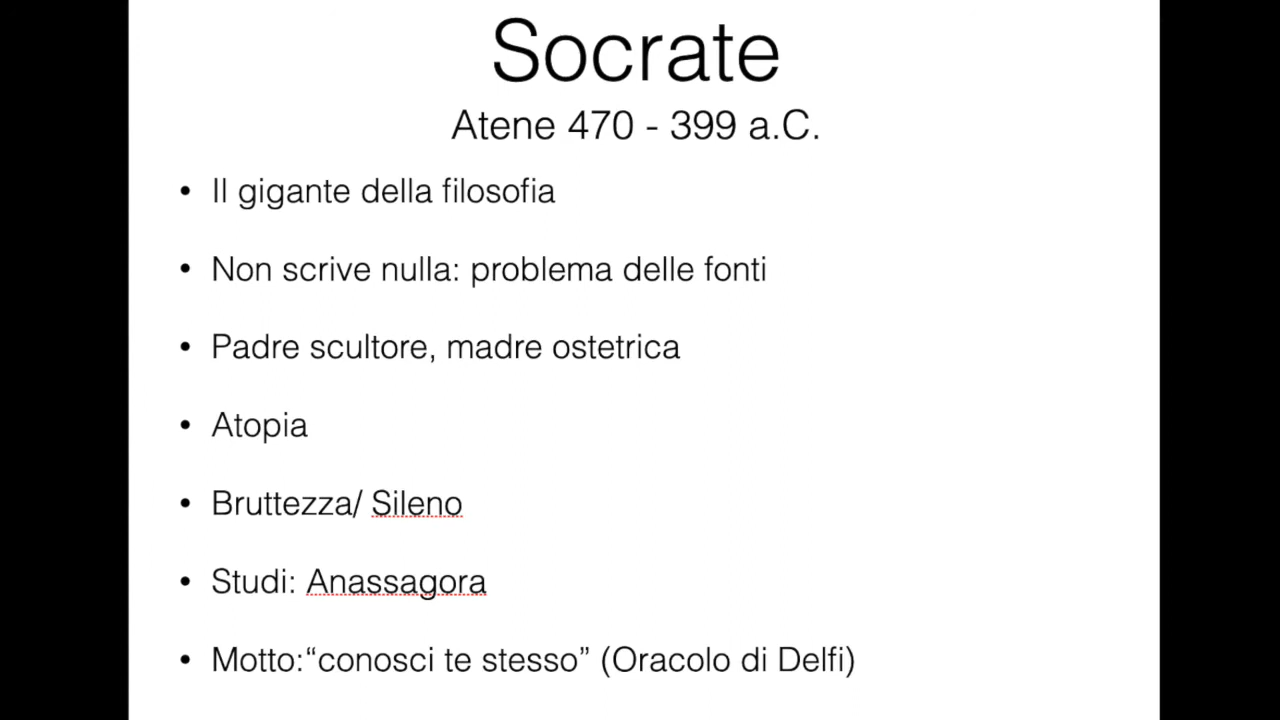 Socrate
Atene 470 - 399 a.C.
• Il gigante della filosofia
• Non scrive nulla: problema delle fonti
• Padre scultore, madre ostetrica
• Atopia
• Bruttezza/ Sileno
• Studi: Anassagora
• Motto:“conosci te stesso” (Oracolo di Delfi)